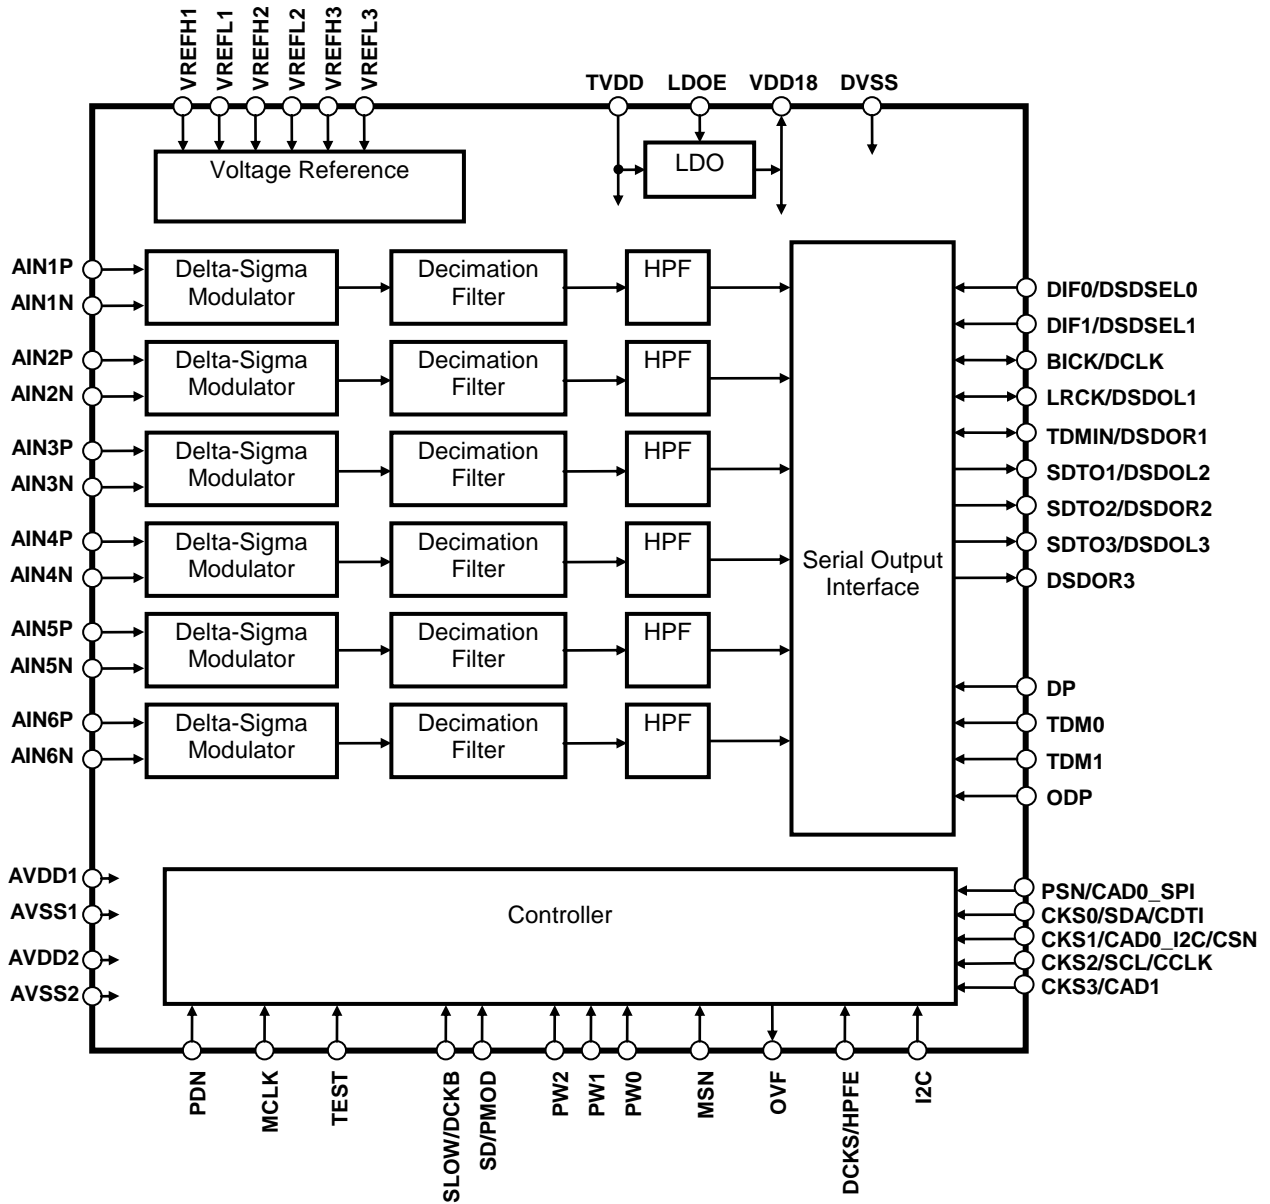 VREFH1
VREFL1
VREFH2
VREFL2
VREFH3
VREFL3
TVDD
LDOE
VDD18
DVSS
Voltage Reference
LDO
AIN1P
AIN1N
Delta-Sigma
Modulator
Decimation
Filter
HPF
AIN2P
AIN2N
Delta-Sigma
Modulator
Decimation
Filter
HPF
AIN3P
AIN3N
Delta-Sigma
Modulator
Decimation
Filter
HPF
AIN4P
AIN4N
Delta-Sigma
Modulator
Decimation
Filter
HPF
AIN5P
AIN5N
Delta-Sigma
Modulator
Decimation
Filter
HPF
AIN6P
AIN6N
Delta-Sigma
Modulator
Decimation
Filter
HPF
Serial Output
Interface
DIF0/DSDSEL0
DIF1/DSDSEL1
BICK/DCLK
LRCK/DSDOL1
TDMIN/DSDOR1
SDTO1/DSDOL2
SDTO2/DSDOR2
SDTO3/DSDOL3
DSDOR3
DP
TDM0
TDM1
ODP
AVDD1
AVSS1
AVDD2
AVSS2
Controller
PSN/CAD0_SPI
CKS0/SDA/CDTI
CKS1/CAD0_I2C/CSN
CKS2/SCL/CCLK
CKS3/CAD1
PDN
MCLK
TEST
SLOW/DCKB
SD/PMOD
PW2
PW1
PW0
MSN
OVF
DCKS/HPFE
I2C